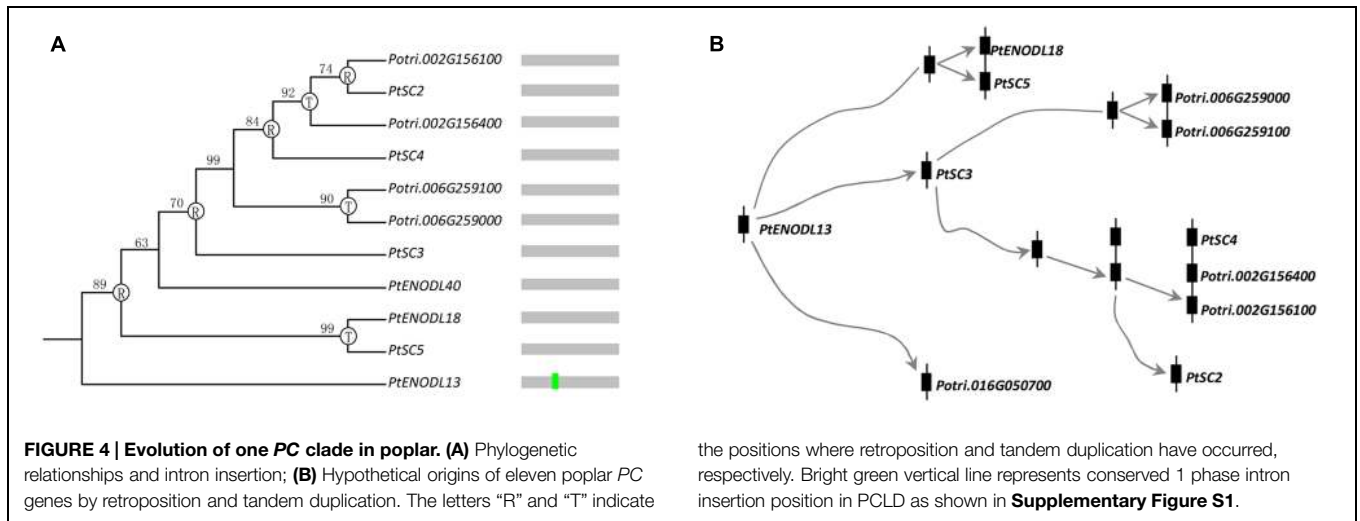 A
Potri.002G156100
74
R
PtSC2
92
T
Potri.002G156400
84
R
PtSC4
99
Potri.006G259100
90
T
Potri.006G259000
70
R
PtSC3
63
PtENODL40
89
R
PtENODL18
99
T
PtSC5
PtENODL13
B
PtENODL18
PtSC5
Potri.006G259000
Potri.006G259100
PtSC3
PtENODL13
PtSC4
Potri.002G156400
Potri.002G156100
PtSC2
Potri.016G050700
FIGURE 4 | Evolution of one PC clade in poplar. (A) Phylogenetic
relationships and intron insertion; (B) Hypothetical origins of eleven poplar PC
genes by retroposition and tandem duplication. The letters “R” and “T” indicate
the positions where retroposition and tandem duplication have occurred,
respectively. Bright green vertical line represents conserved 1 phase intron
insertion position in PCLD as shown in Supplementary Figure S1.